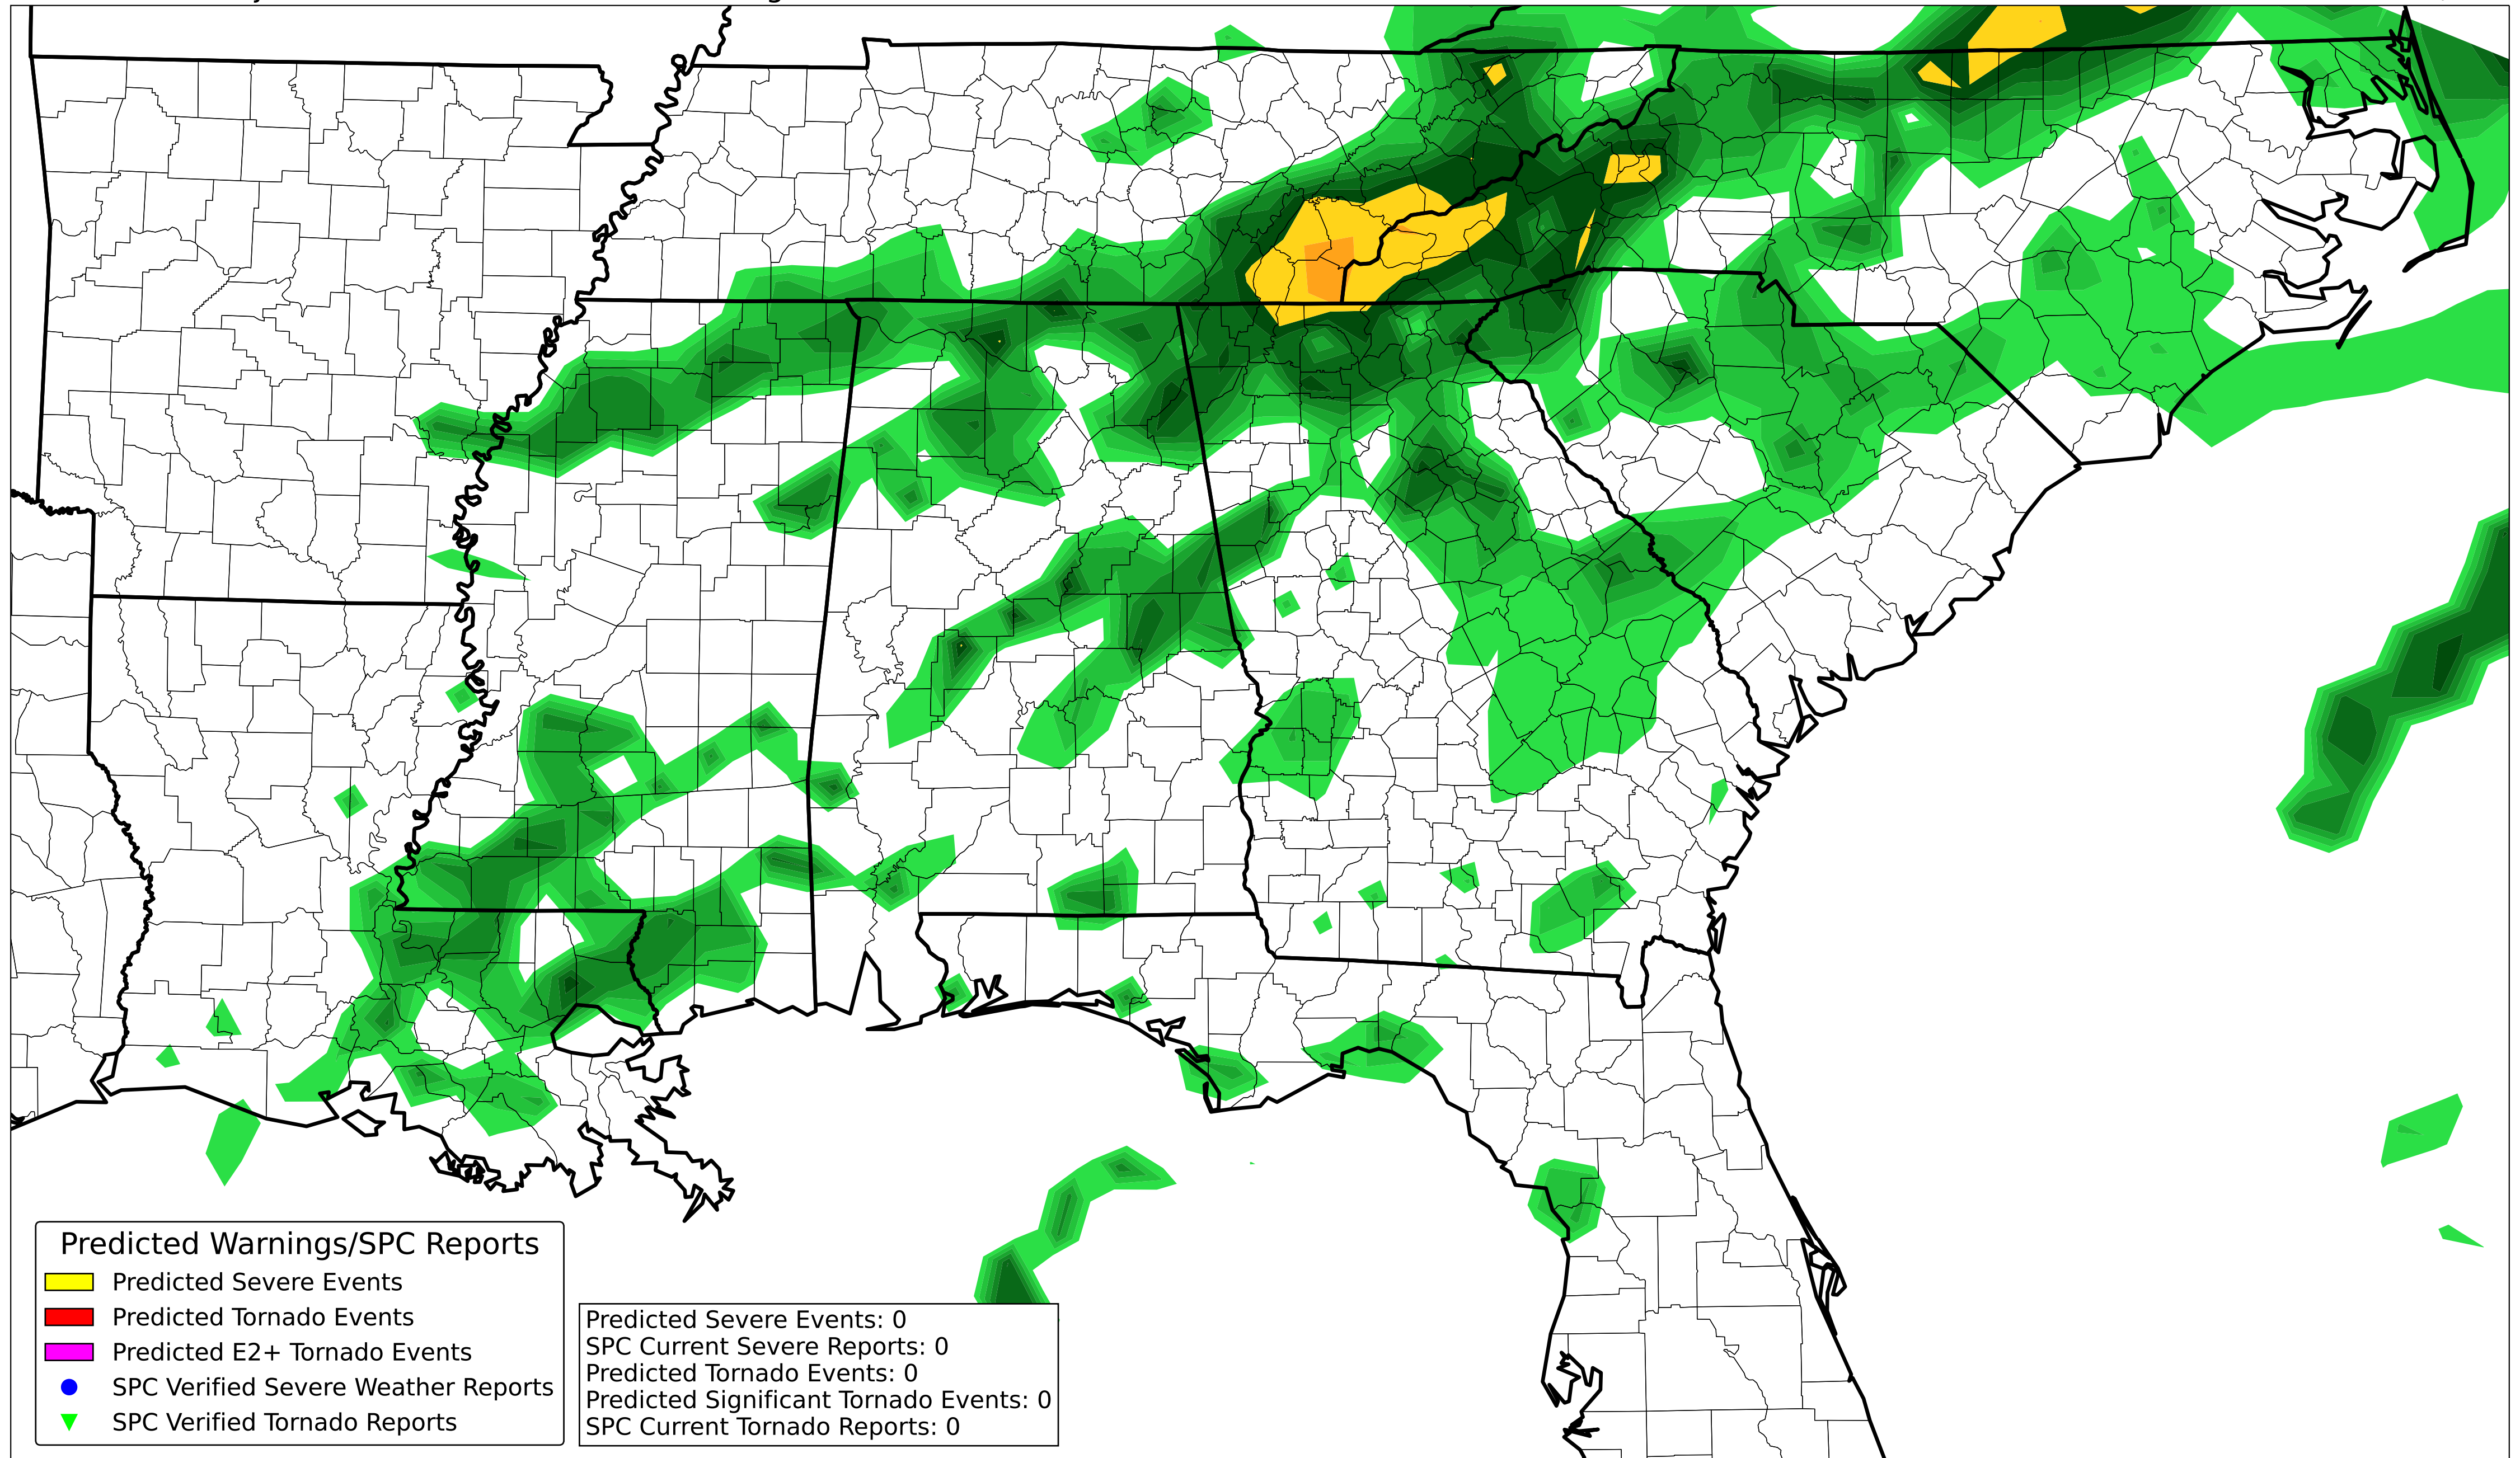 Predicted Warnings/SPC Reports
Predicted Severe Events
Predicted Tornado Events
Predicted E2+ Tornado Events
SPC Verified Severe Weather Reports
SPC Verified Tornado Reports
Predicted Severe Events: 0
SPC Current Severe Reports: 0
Predicted Tornado Events: 0
Predicted Significant Tornado Events: 0
SPC Current Tornado Reports: 0